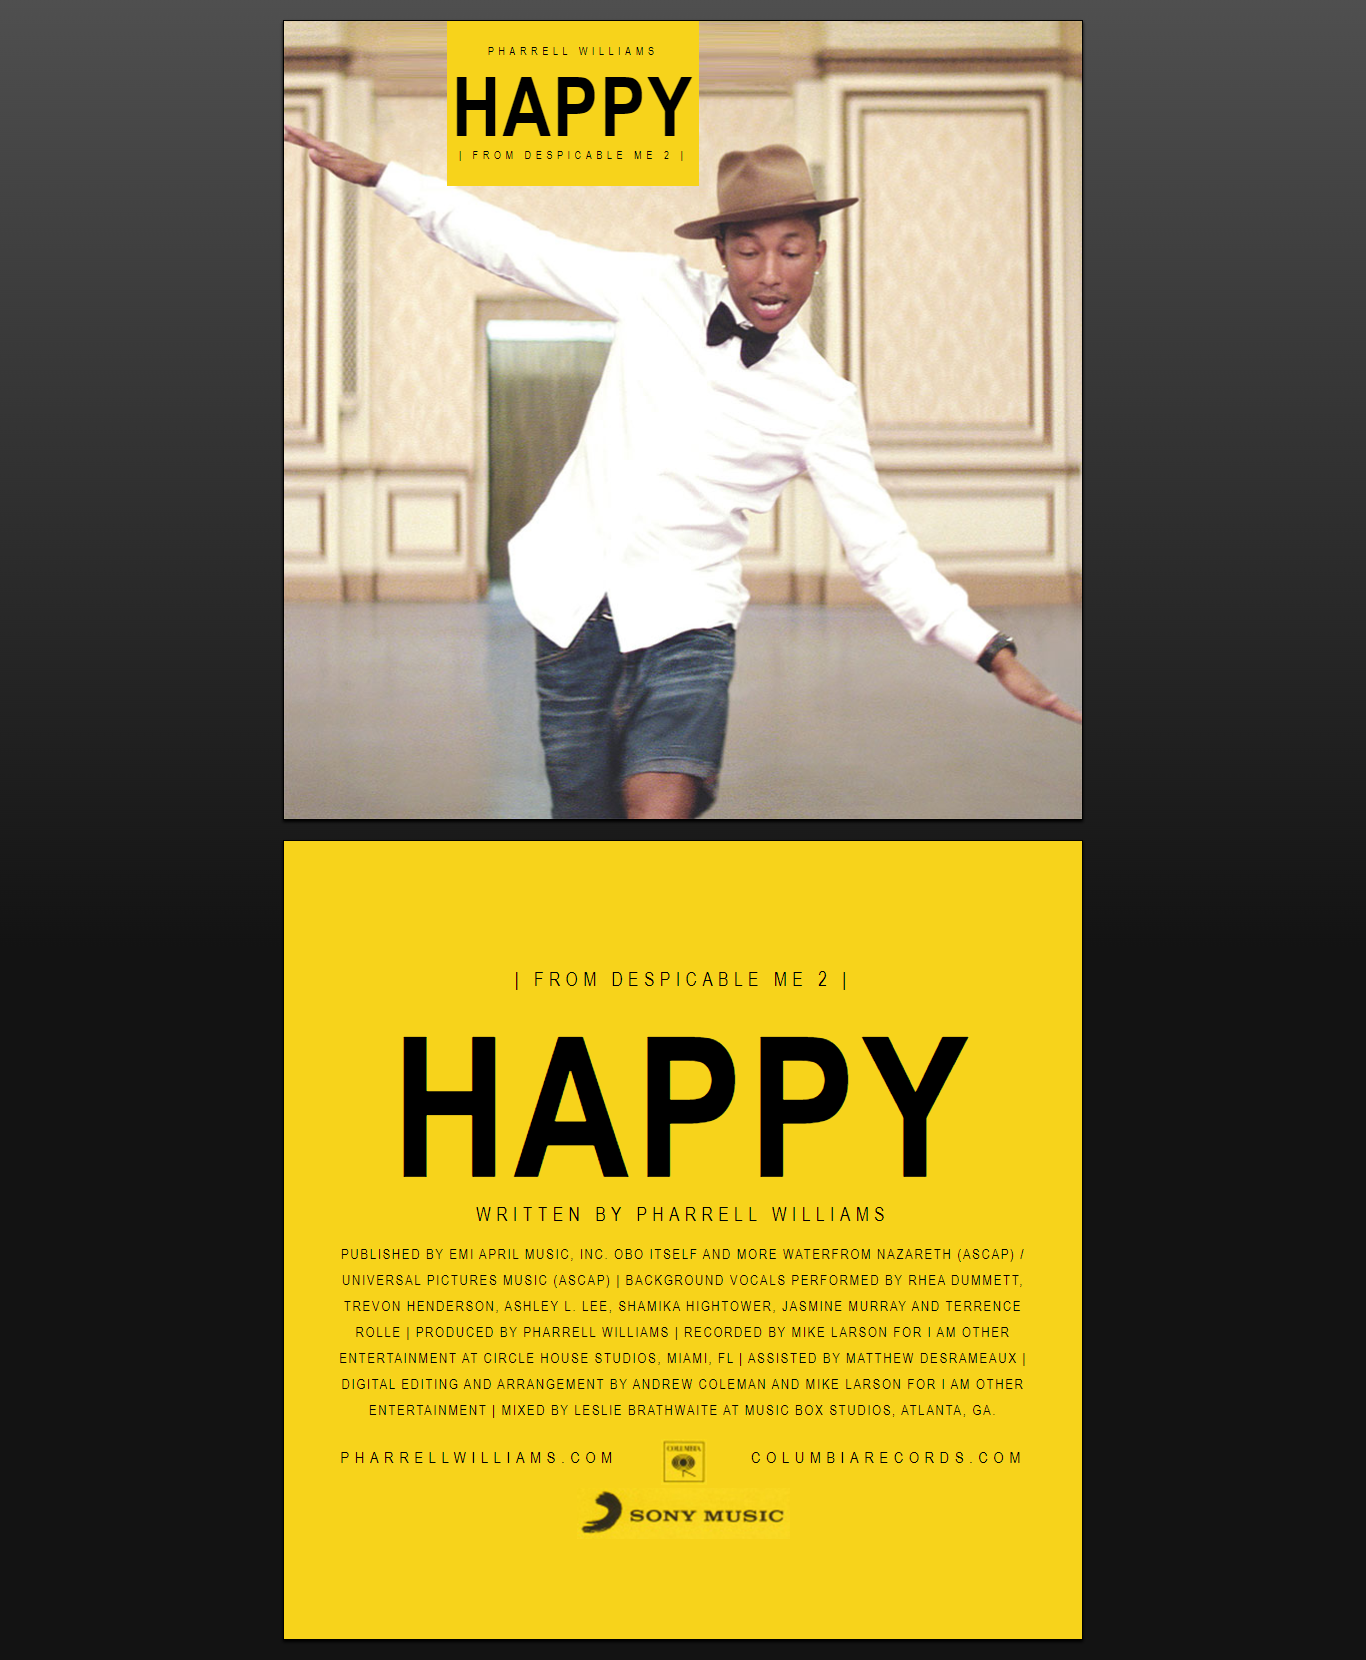 PHARRELL WILLIAMS
HAPPY
| FROM DESPICABLE ME 2 |
| FROM DESPICABLE ME 2 |
HAPPY
WRITTEN BY PHARRELL WILLIAMS
PUBLISHED BY EMI APRIL MUSIC, INC. OBO ITSELF AND MORE WATERFROM NAZARETH (ASCAP) /
UNIVERSAL PICTURES MUSIC (ASCAP) | BACKGROUND VOCALS PERFORMED BY RHEA DUMMETT,
TREVON HENDERSON, ASHLEY L. LEE, SHAMIKA HIGHTOWER, JASMINE MURRAY AND TERRENCE
ROLLE | PRODUCED BY PHARRELL WILLIAMS | RECORDED BY MIKE LARSON FOR I AM OTHER
ENTERTAINMENT AT CIRCLE HOUSE STUDIOS, MIAMI, FL | ASSISTED BY MATTHEW DESRAMEAUX |
DIGITAL EDITING AND ARRANGEMENT BY ANDREW COLEMAN AND MIKE LARSON FOR I AM OTHER
ENTERTAINMENT | MIXED BY LESLIE BRATHWAITE AT MUSIC BOX STUDIOS, ATLANTA, GA.
PHARRELLWILLIAMS.COM
COLUMBIA
COLUMBIARECORDS.COM
SONY MUSIC